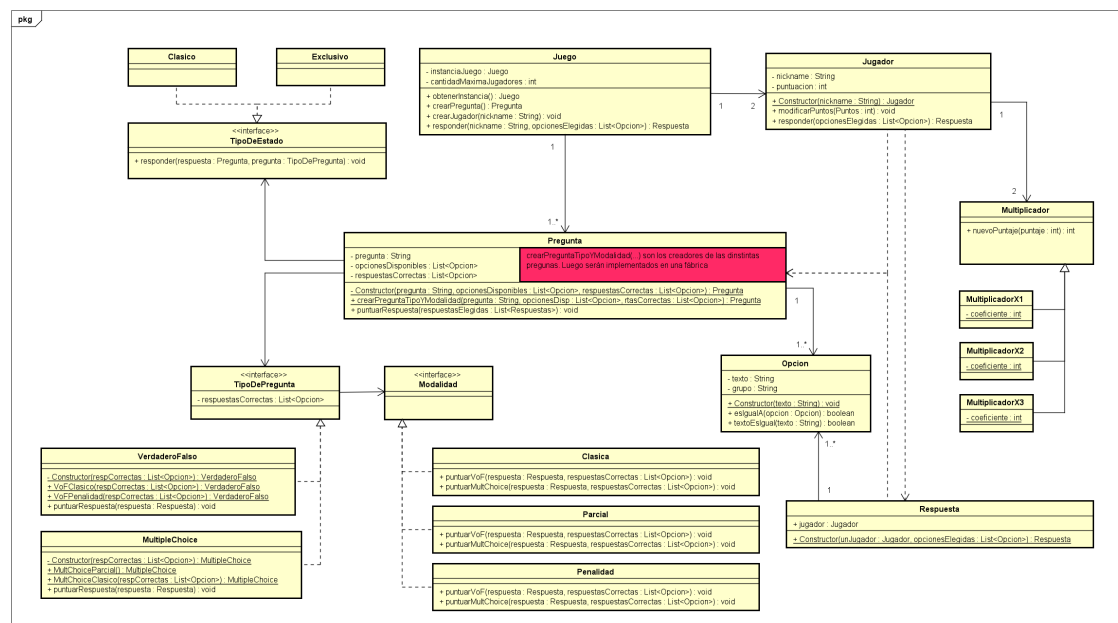 pkg
Clasico
Exclusivo
<<interface>>
TipoDeEstado
+ responder(respuesta : Pregunta, pregunta : TipoDePregunta) : void
Juego
- instanciaJuego : Juego
- cantidadMaximaJugadores : int
+ obtenerInstancia() : Juego
+ crearPregunta() : Pregunta
+ crearJugador(nickname : String) : void
+ responder(nickname : String, opcionesElegidas : List<Opcion>) : Respuesta
1
2
1
1..*
Jugador
- nickname : String
- puntuacion : int
+ Constructor(nickname : String) : Jugador
+ modificarPuntos(Puntos : int) : void
+ responder(opcionesElegidas : List<Opcion>) : Respuesta
1
2
Multiplicador
+ nuevoPuntaje(puntaje : int) : int
MultiplicadorX1
- coeficiente : int
MultiplicadorX2
- coeficiente : int
MultiplicadorX3
- coeficiente : int
Pregunta
- pregunta : String
- opcionesDisponibles : List<Opcion>
- respuestasCorrectas : List<Opcion>
crearPreguntaTipoYModalidad(...) son los creadores de las dinstintas
pregunas. Luego serán implementados en una fábrica
- Constructor(pregunta : String, opcionesDisponibles : List<Opcion>, respuestasCorrectas : List<Opcion>) : Pregunta
+ crearPreguntaTipoYModalidad(pregunta : String, opcionesDisp : List<Opcion>, rtasCorrectas : List<Opcion>) : Pregunta
+ puntuarRespuesta(respuestasElegidas : List<Respuestas>) : void
1
1..*
Opcion
- texto : String
- grupo : String
+ Constructor(texto : String) : void
+ esIgualA(opcion : Opcion) : boolean
+ textoEsIgual(texto : String) : boolean
1..*
1
Respuesta
+ jugador : Jugador
+ Constructor(unJugador : Jugador, opcionesElegidas : List<Opcion>) : Respuesta
<<interface>>
TipoDePregunta
- respuestasCorrectas : List<Opcion>
<<interface>>
Modalidad
VerdaderoFalso
- Constructor(respCorrectas : List<Opcion>) : VerdaderoFalso
+ VoFClasico(respCorrectas : List<Opcion>) : VerdaderoFalso
+ VoFPenalidad(respCorrectas : List<Opcion>) : VerdaderoFalso
+ puntuarRespuesta(respuesta : Respuesta) : void
MultipleChoice
- Constructor(respCorrectas : List<Opcion>) : MultipleChoice
+ MultChoiceParcial() : MultipleChoice
+ MultChoiceClasico(respCorrectas : List<Opcion>) : MultipleChoice
+ puntuarRespuesta(respuesta : Respuesta) : void
Clasica
+ puntuarVoF(respuesta : Respuesta, respuestasCorrectas : List<Opcion>) : void
+ puntuarMultChoice(respuesta : Respuesta, respuestasCorrectas : List<Opcion>) : void
Parcial
+ puntuarVoF(respuesta : Respuesta, respuestasCorrectas : List<Opcion>) : void
+ puntuarMultChoice(respuesta : Respuesta, respuestasCorrectas : List<Opcion>) : void
Penalidad
+ puntuarVoF(respuesta : Respuesta, respuestasCorrectas : List<Opcion>) : void
+ puntuarMultChoice(respuesta : Respuesta, respuestasCorrectas : List<Opcion>) : void